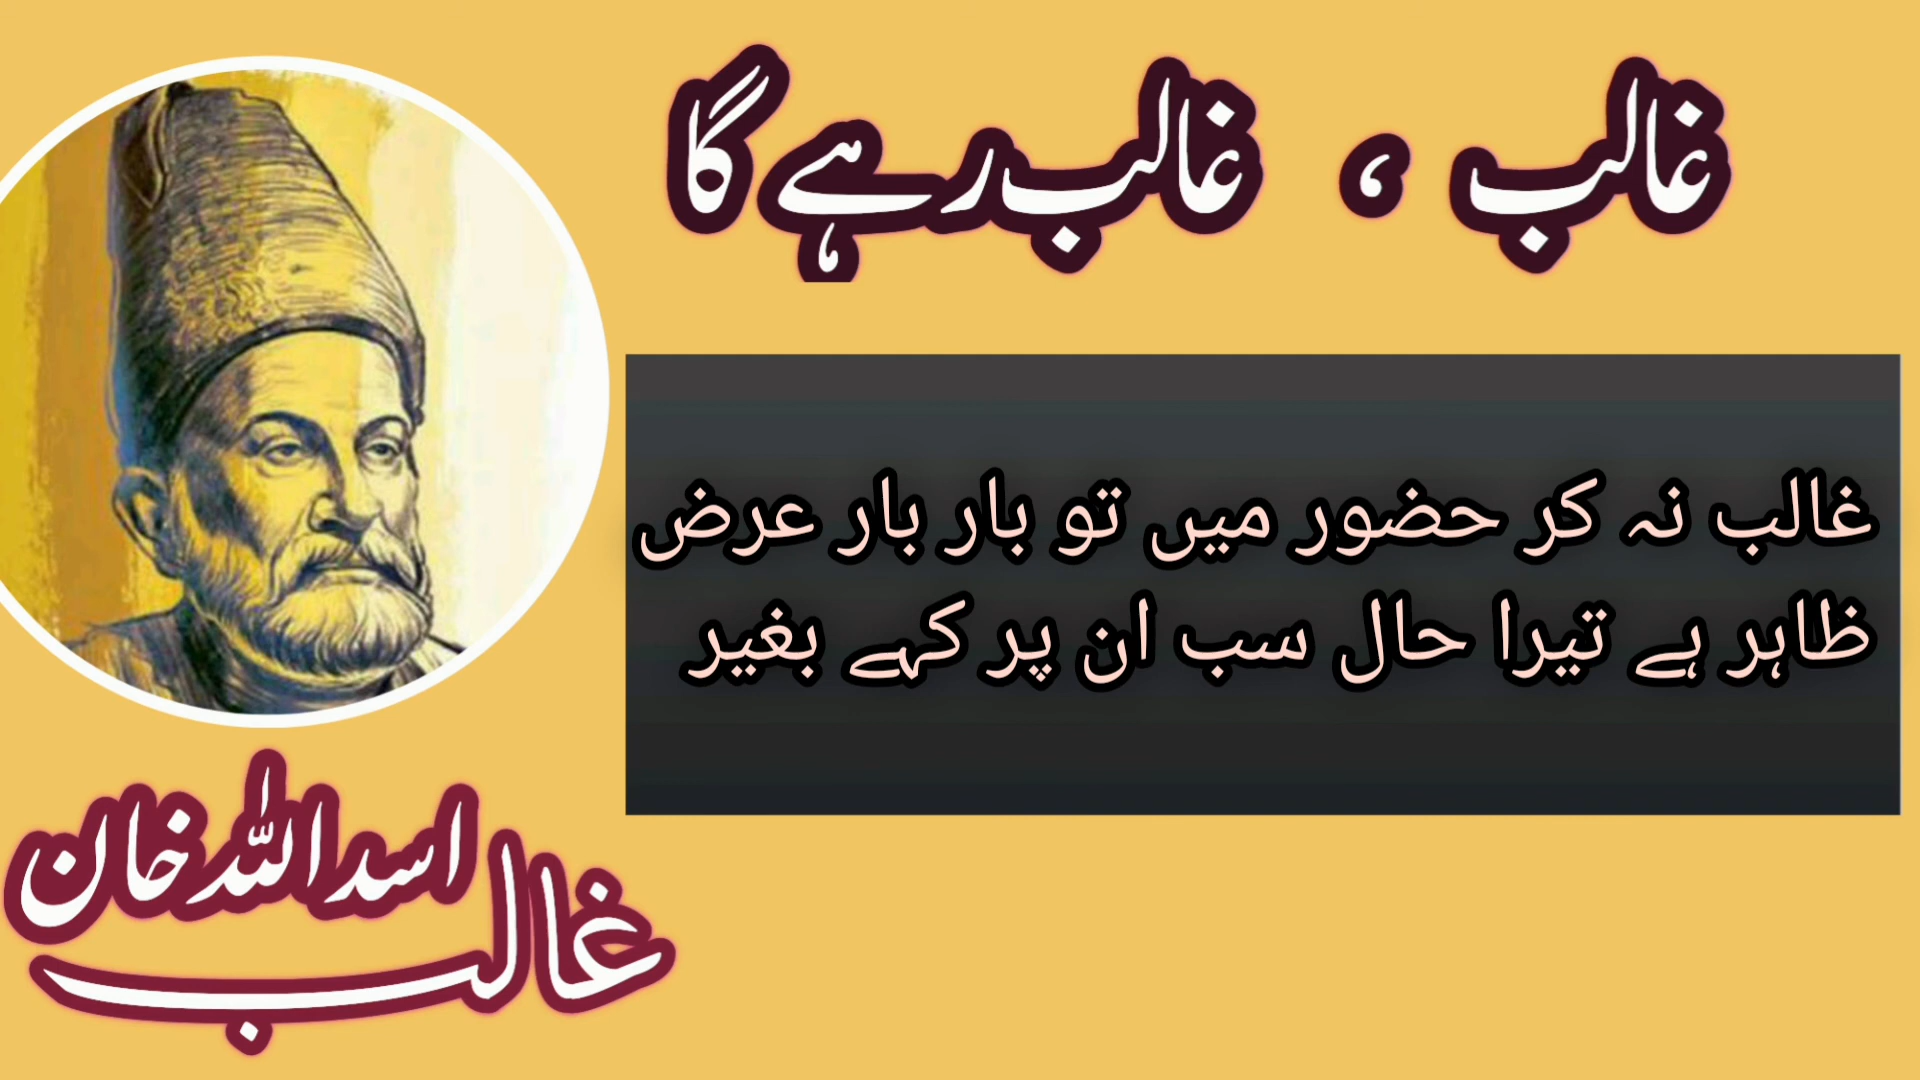 غالب ، غالب رہے گا
غالب نہ کر حضور میں تو بار بار عرض
ظاہر ہے تیرا حال سب ان پر کہے بغیر
اسد اللہ خان
غالب